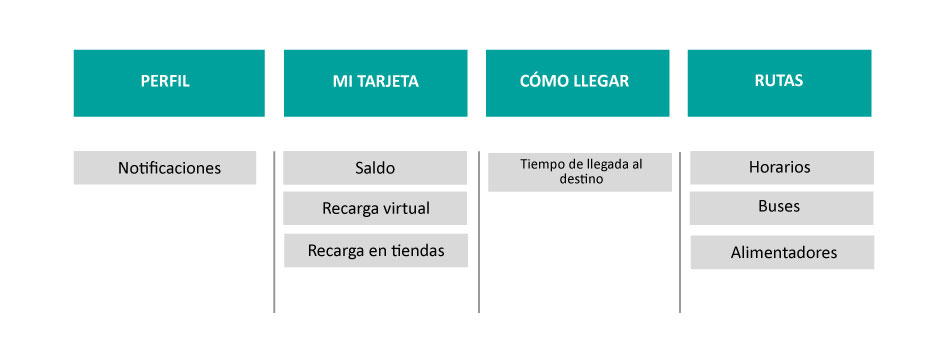 PERFIL
MI TARJETA
CÓMO LLEGAR
RUTAS
Notificaciones
Saldo
Recarga virtual
Recarga en tiendas
Tiempo de llegada al
destino
Horarios
Buses
Alimentadores